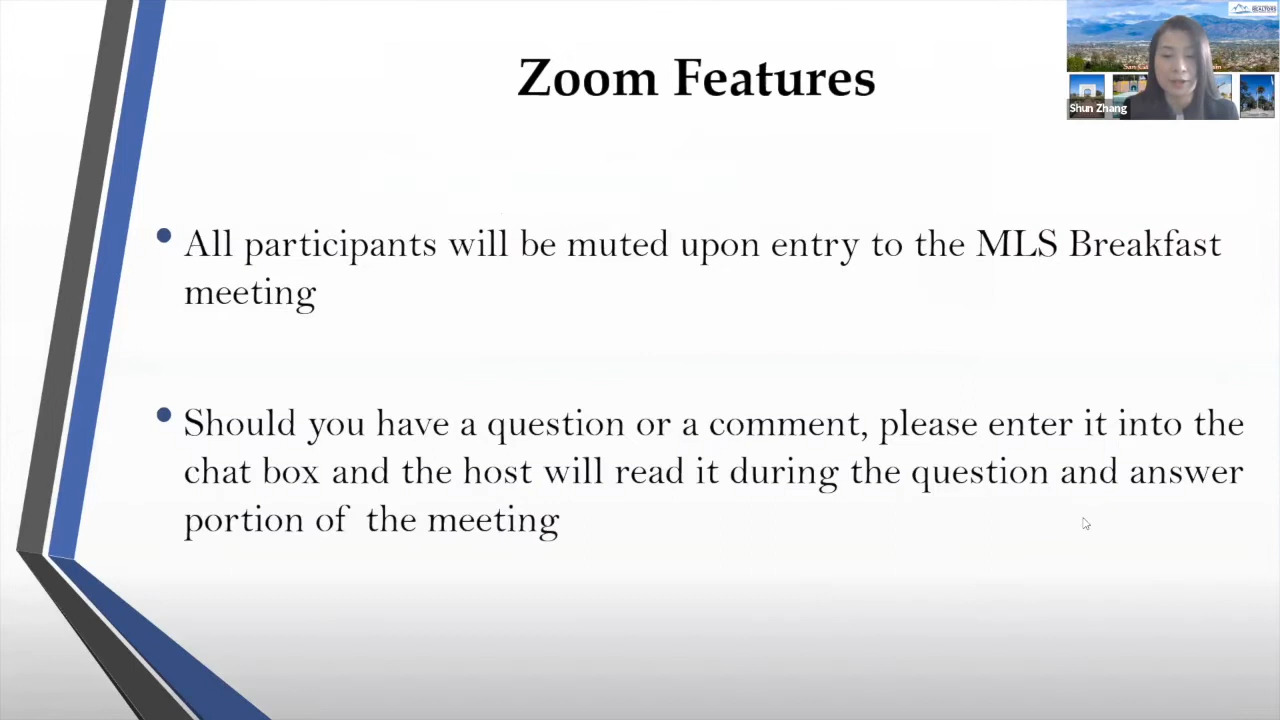 Zoom Features
REALTORS
Shun Zhang
• All participants will be muted upon entry to the MLS Breakfast
meeting
• Should you have a question or a comment, please enter it into the
chat box and the host will read it during the question and answer
portion of the meeting